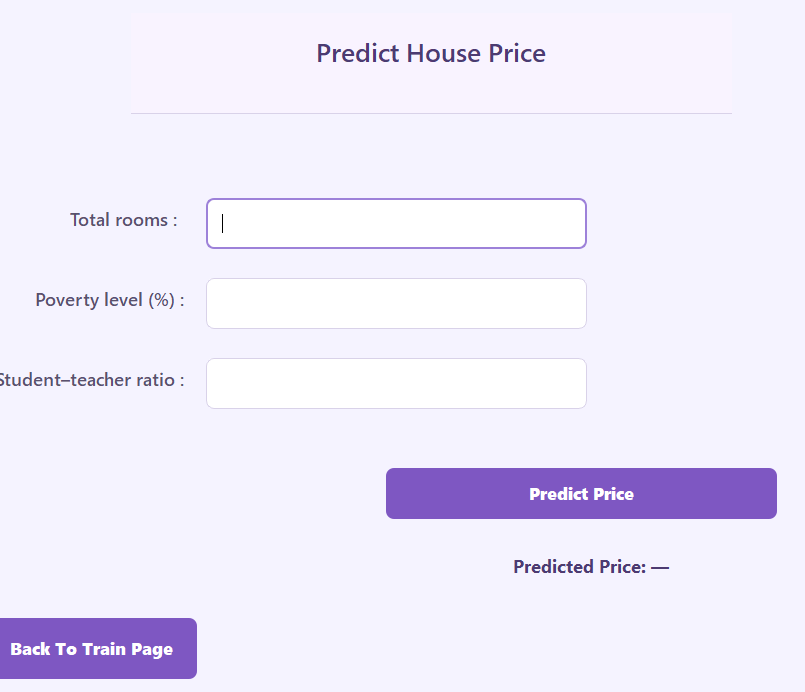 Predict House Price
Total rooms :
Poverty level (%) :
Student–teacher ratio :
Predict Price
Predicted Price: —
Back To Train Page